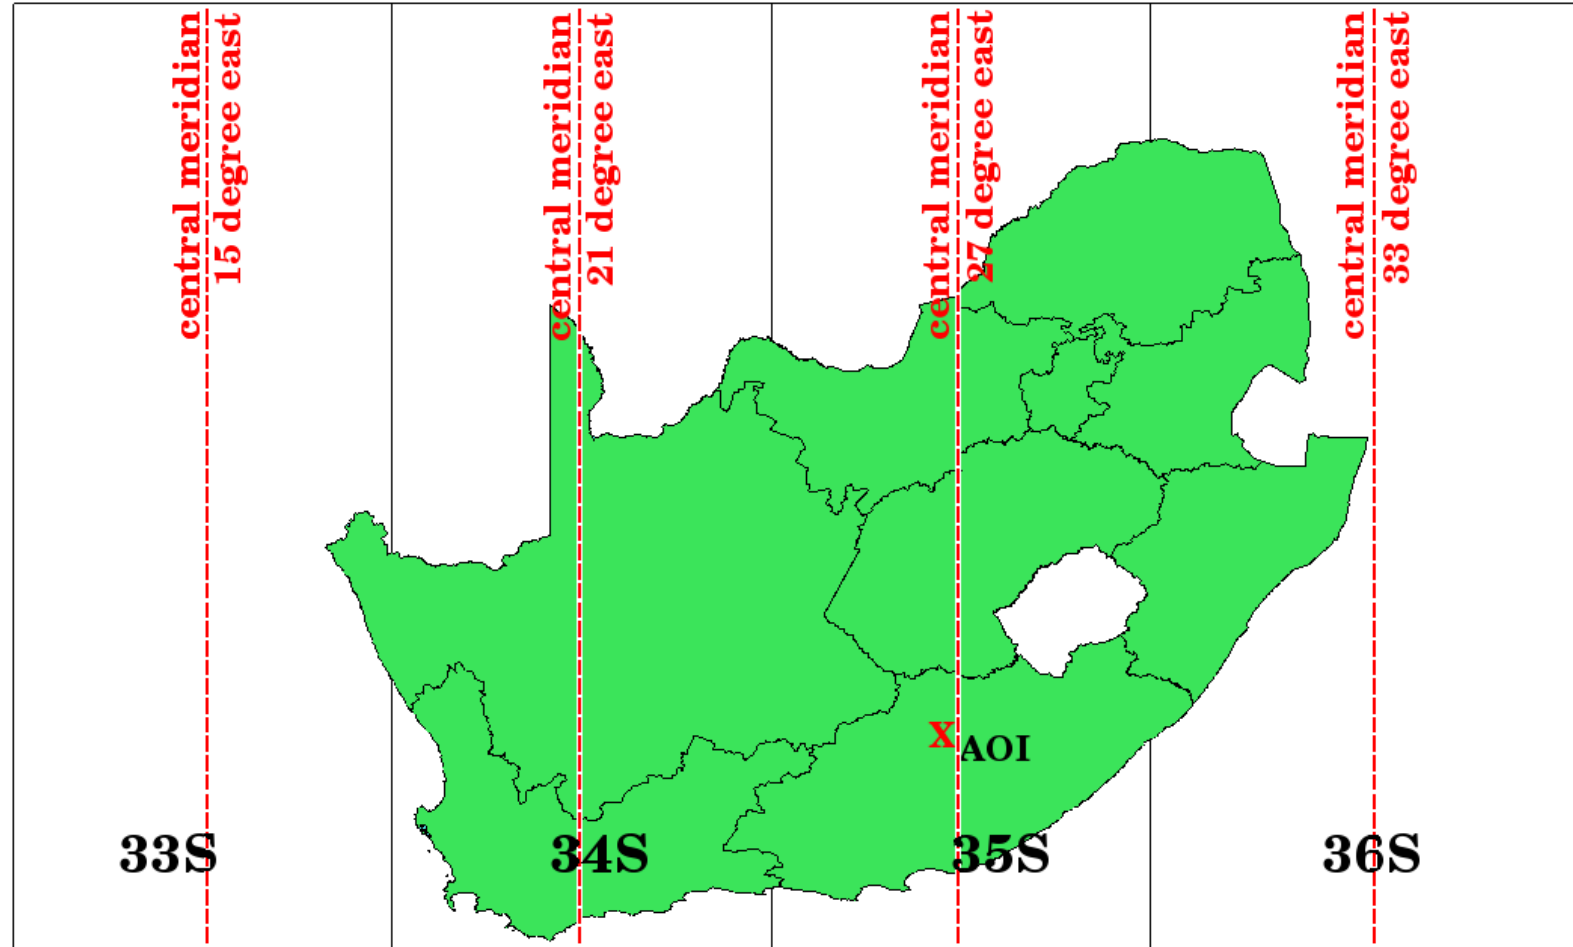 central meridian
15 degree east
central meridian
21 degree east
central meridian
27 degree east
central meridian
33 degree east
X
AOI
33S
34S
35S
36S